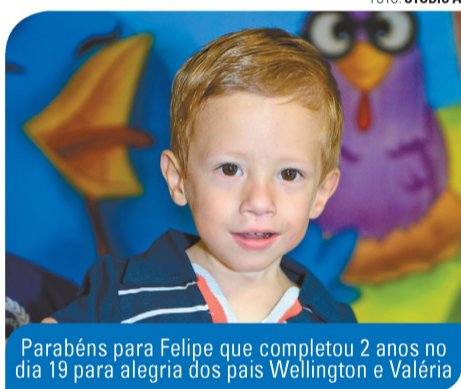 FOTO: STUDIO A
Parabéns para Felipe que completou 2 anos no
dia 19 para alegria dos pais Wellington e Valéria